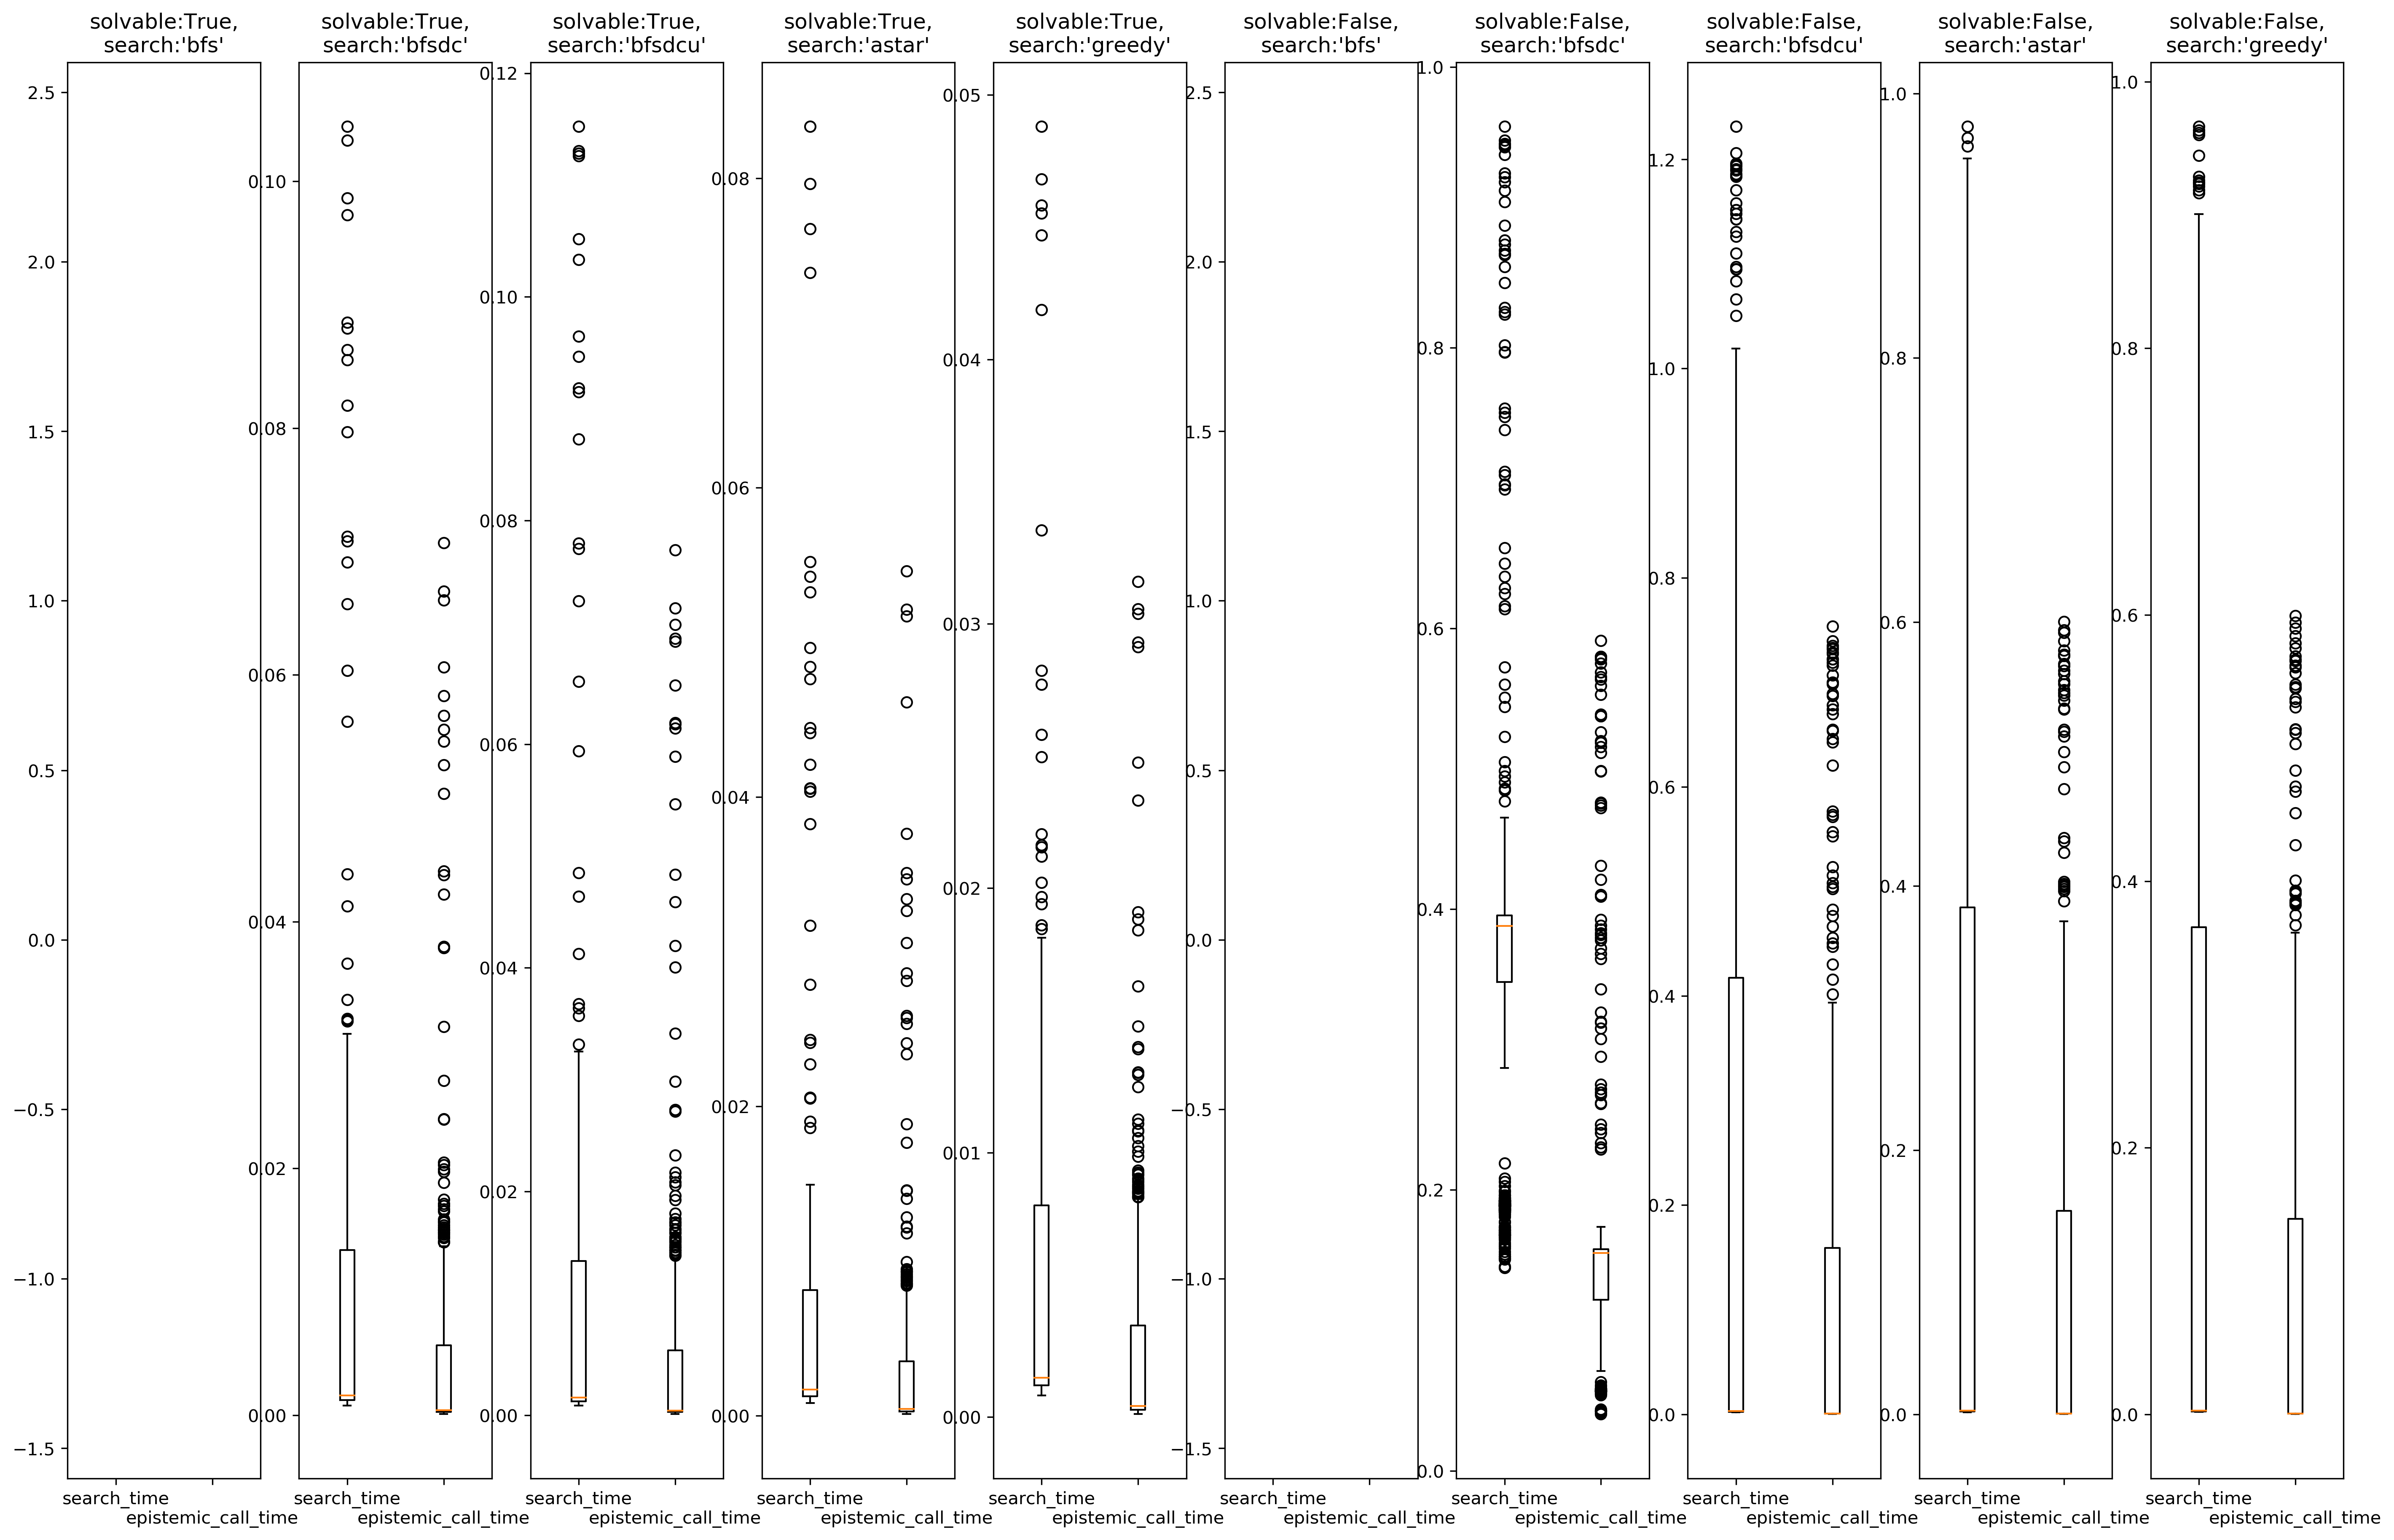 solvable:True,
search:'bfs'
solvable:True,
search:'bfsdc'
solvable:True,
search:'bfsdcu'
solvable:True,
search:'astar'
solvable:True,
search:'greedy'
solvable:False,
search:'bfs'
solvable:False,
search:'bfsdc'
solvable:False,
search:'bfsdcu'
solvable:False,
search:'astar'
solvable:False,
search:'greedy'
2.5
2.0
1.5
1.0
0.5
0.0
−0.5
−1.0
−1.5
search_time
epistemic_call_time
0.10
0.08
0.06
0.04
0.02
0.00
search_time
epistemic_call_time
0.12
0.10
0.08
0.06
0.04
0.02
0.00
search_time
epistemic_call_time
0.08
0.06
0.04
0.02
0.00
search_time
epistemic_call_time
0.05
0.04
0.03
0.02
0.01
0.00
search_time
epistemic_call_time
2.5
2.0
1.5
1.0
0.5
0.0
−0.5
−1.0
−1.5
search_time
epistemic_call_time
1.0
0.8
0.6
0.4
0.2
0.0
search_time
epistemic_call_time
1.2
1.0
0.8
0.6
0.4
0.2
0.0
search_time
epistemic_call_time
1.0
0.8
0.6
0.4
0.2
0.0
search_time
epistemic_call_time
1.0
0.8
0.6
0.4
0.2
0.0
search_time
epistemic_call_time